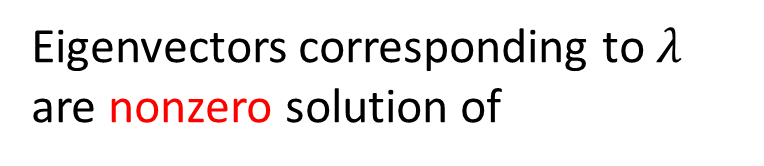 Eigenvectors corresponding to λ
are nonzero solution of